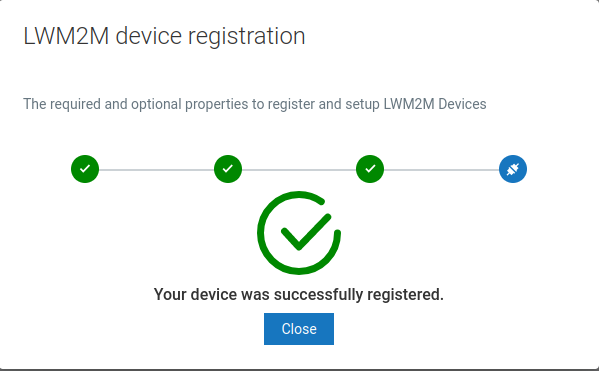 LWM2M device registration
The required and optional properties to register and setup LWM2M Devices
Your device was successfully registered.
Close